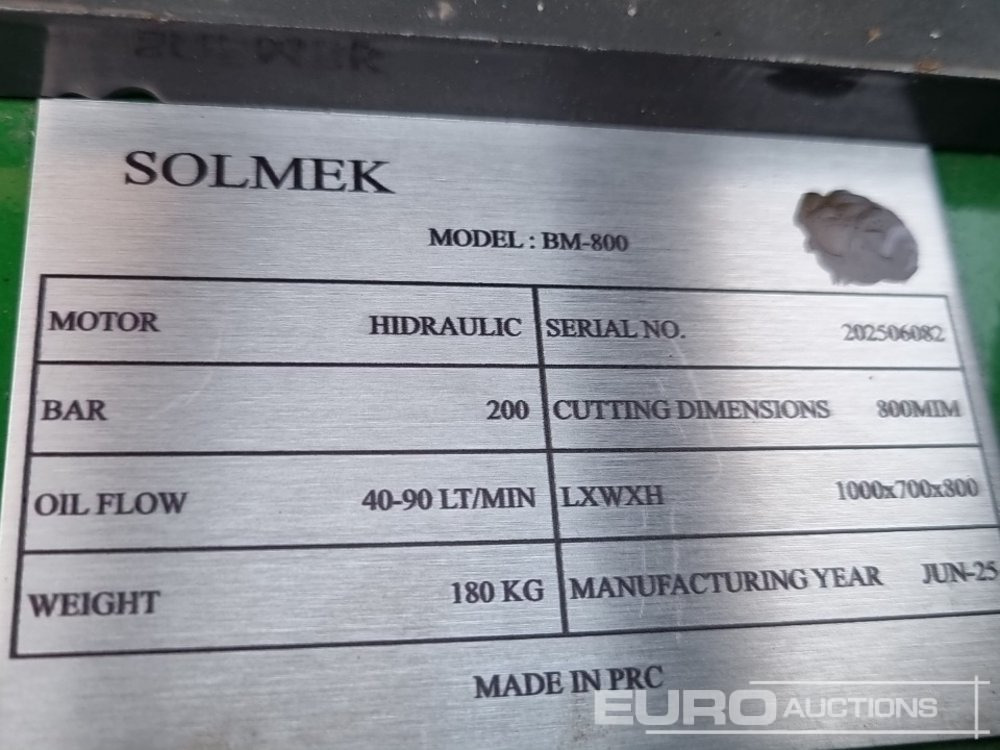 SOLMEK
MODEL : BM-800
MOTOR HIDRAULIC SERIAL NO. 202506082
BAR 200 CUTTING DIMENSIONS 800MIM
OIL FLOW 40-90 LT/MIN LXWXH 1000x700x800
WEIGHT 180 KG MANUFACTURING YEAR JUN-25
MADE IN PRC
EURO AUCTIONS